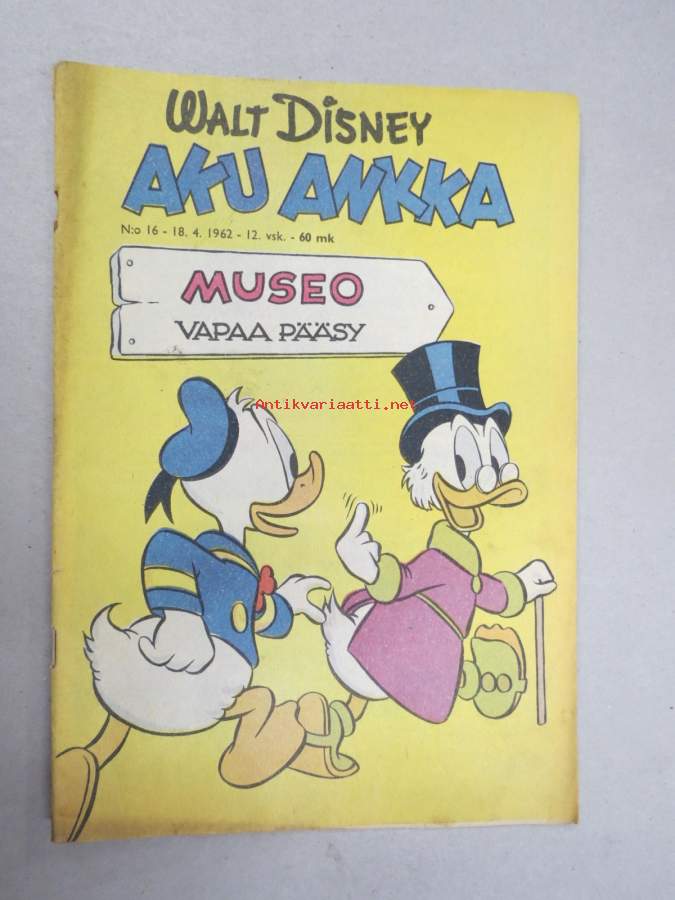 WALT DISNEY
AKU ANKKA
N:o 16 - 18. 4. 1962 - 12. vsk. - 60 mk
MUSEO
VAPAA PÄÄSY
Antikvariaatti.net